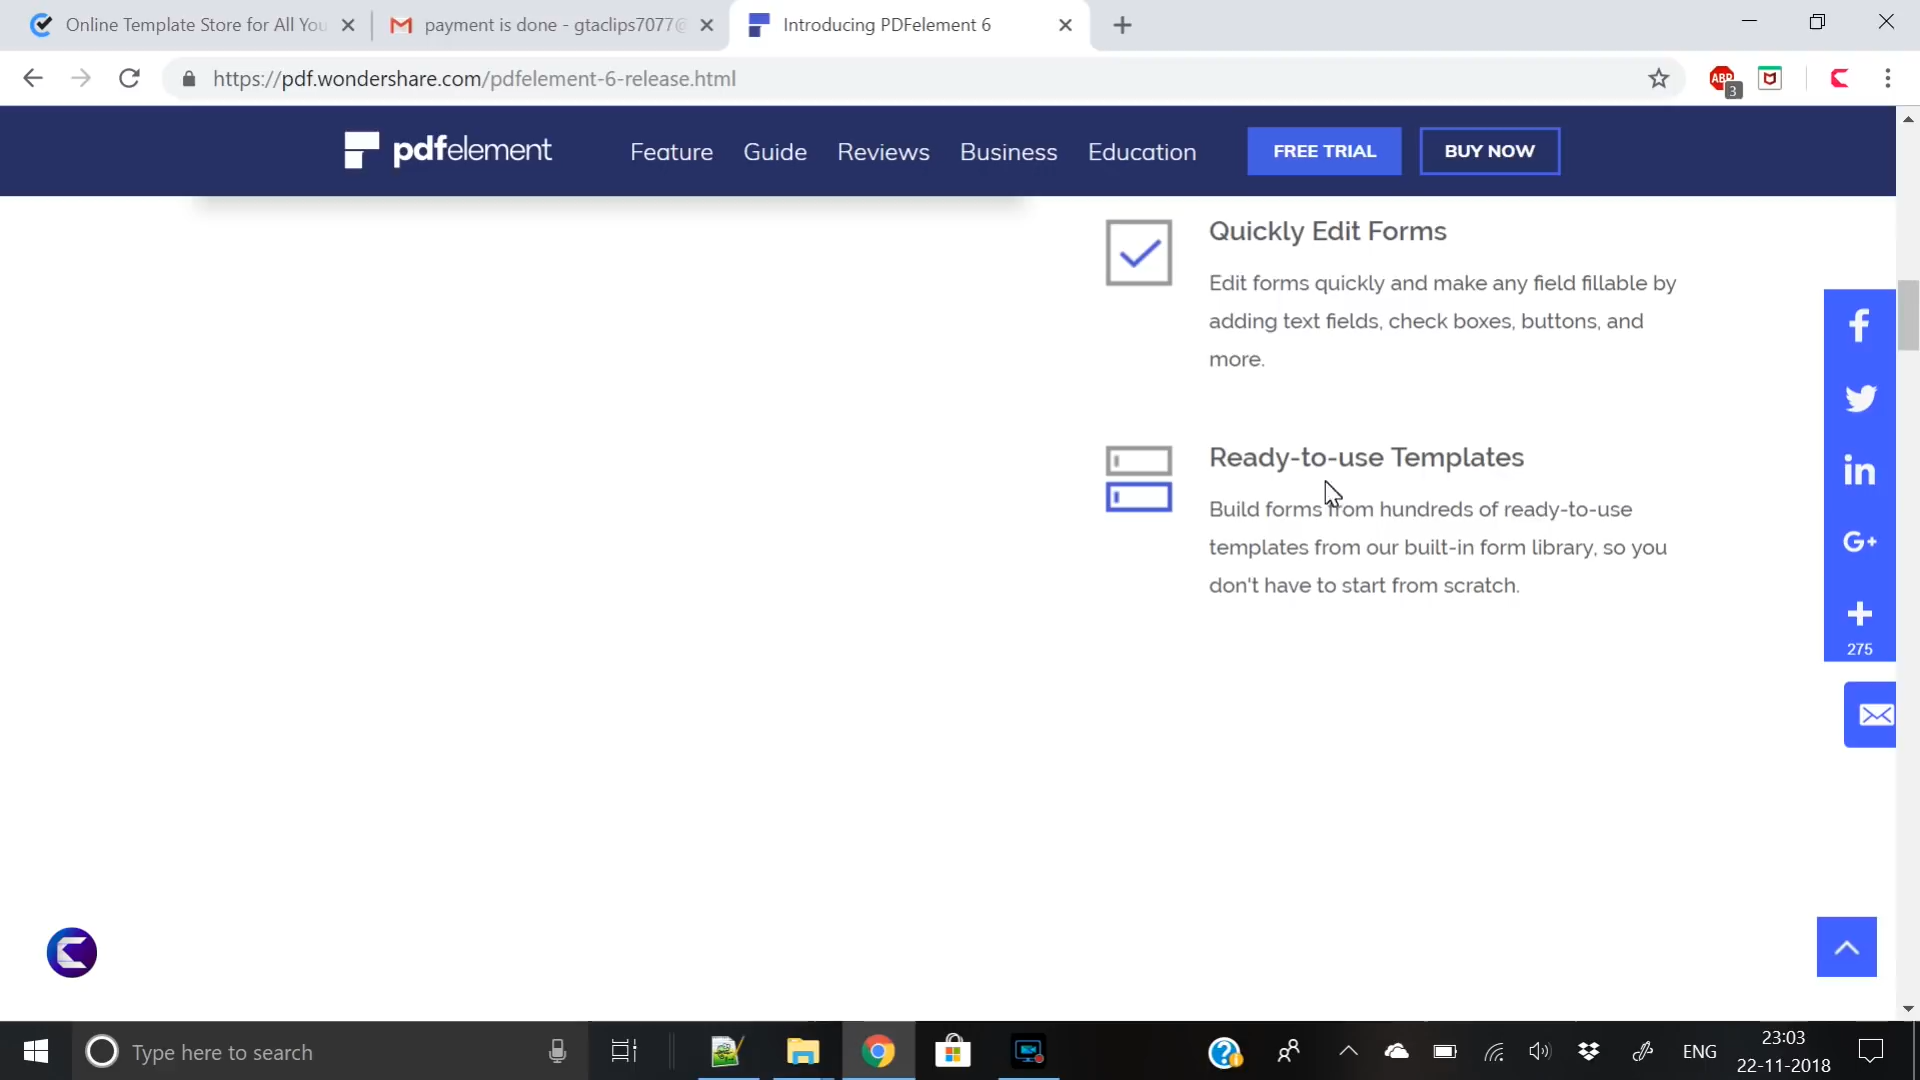 Online Template Store for All You
payment is done - gtaclips7077@
Introducing PDFelement 6
https://pdf.wondershare.com/pdfelement-6-release.html
ABP
3
pdfelement
Feature
Guide
Reviews
Business
Education
FREE TRIAL
BUY NOW
Quickly Edit Forms
Edit forms quickly and make any field fillable by
adding text fields, check boxes, buttons, and
more.
Ready-to-use Templates
Build forms from hundreds of ready-to-use
templates from our built-in form library, so you
don't have to start from scratch.
f
in
G+
275
Type here to search
ENG
23:03
22-11-2018